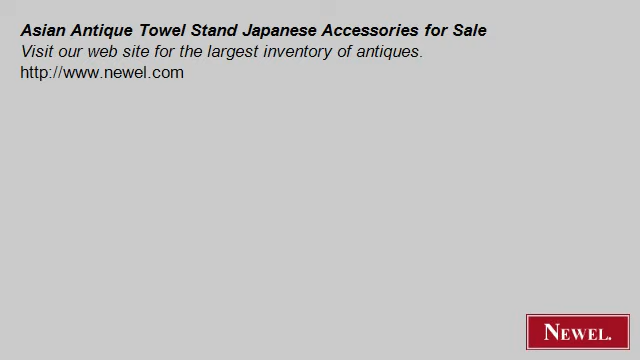 Asian Antique Towel Stand Japanese Accessories for Sale
Visit our web site for the largest inventory of antiques.
http://www.newel.com
NEWEL.